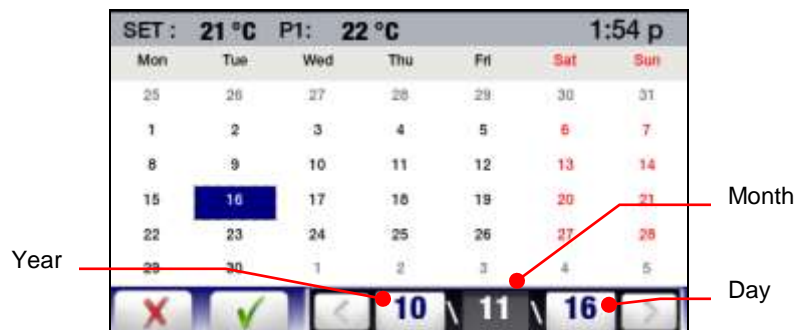 SET : 21 °C P1: 22 °C 1:54 p
Mon Tue Wed Thu Fri Sat Sun
25 26 27 28 29 30 31
1 2 3 4 5 6 7
8 9 10 11 12 13 14
15 16 17 18 19 20 21
Month
22 23 24 25 26 27 28
Year
29 30 1 2 3 4 5
Day
< 10 \ 11 \ 16 >